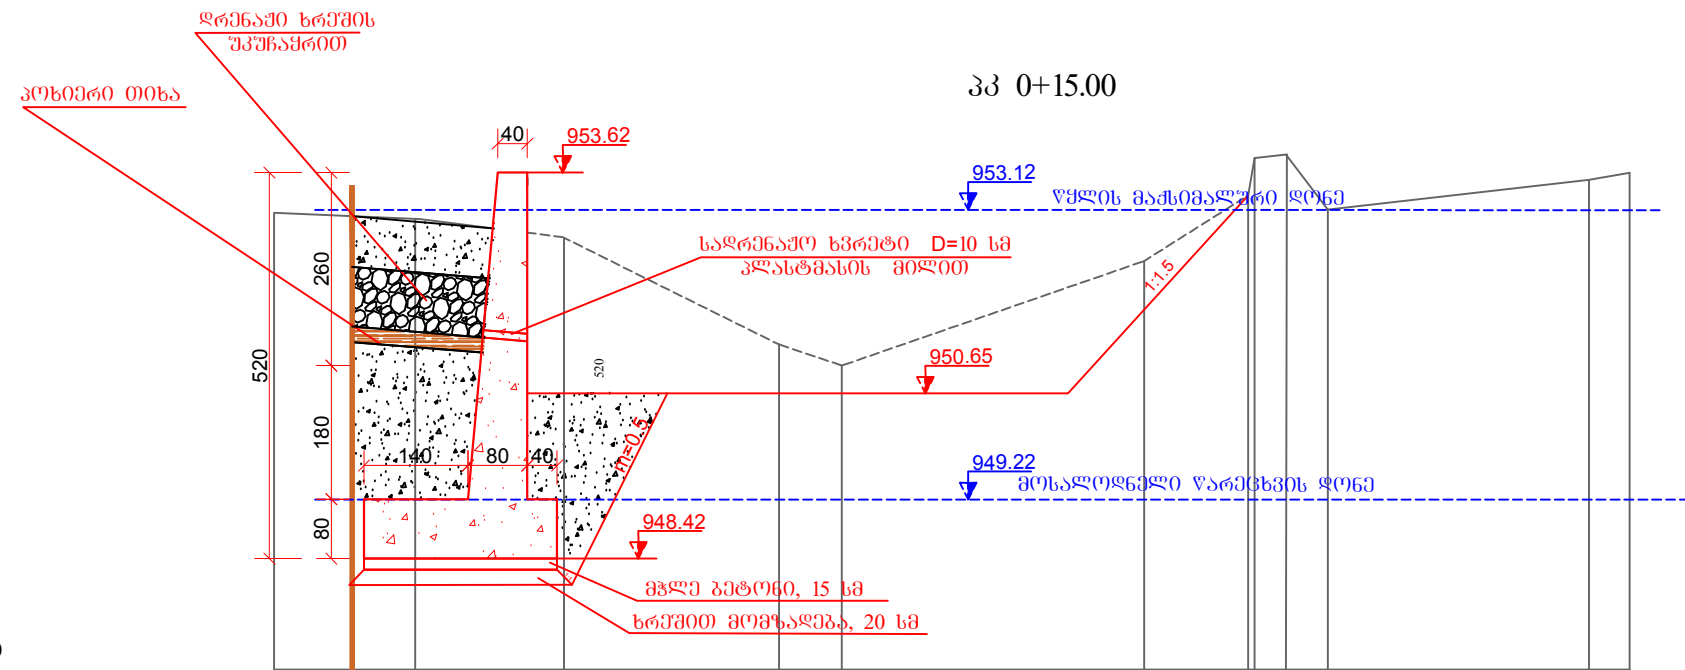 დრენაჟი ხრეშის
უკუჩაყრით
პკ 0+15.00
პოხიერი თიხა
40
953.62
953.12
წყლის მაქსიმალური დონე
სადრენაჟო ხვრეტი D=10 სმ
პლასტმასის მილით
260
1:1.5
520
520
950.65
180
m=0.5
140
80
40
949.22
მოსალოდნელი წარეცხვის დონე
80
948.42
მჭლე ბეტონი, 15 სმ
ხრეშით მომზადება, 20 სმ